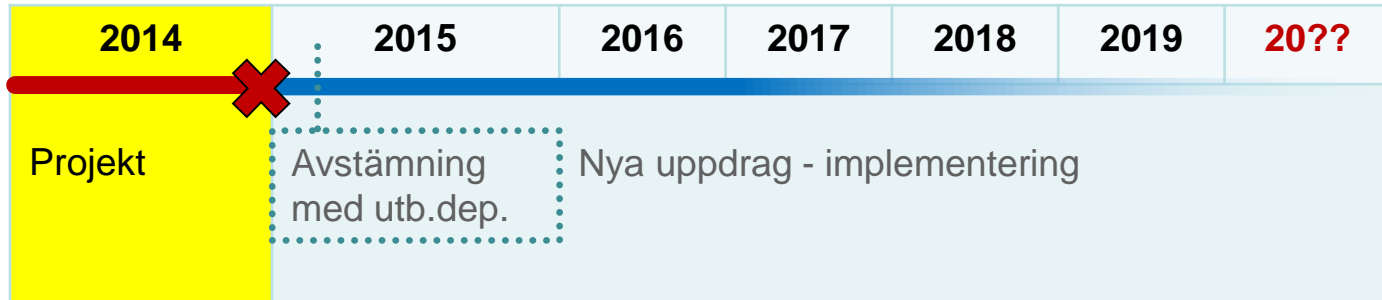 2014 2015 2016 2017 2018 2019 20??
Projekt
Avstämning
med utb.dep.
Nya uppdrag - implementering